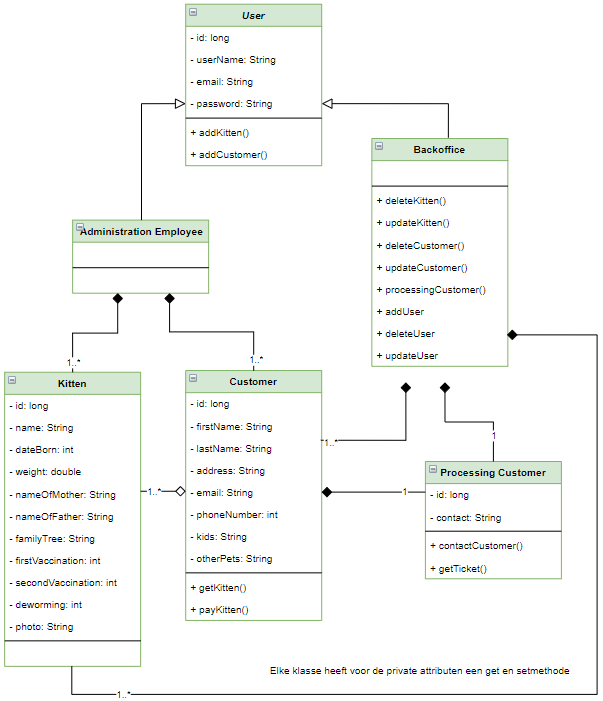 User
- id: long
- userName: String
- email: String
- password: String
+ addKitten()
+ addCustomer()
Backoffice
+ deleteKitten()
+ updateKitten()
+ deleteCustomer()
+ updateCustomer()
+ processingCustomer()
+ addUser
+ deleteUser
+ updateUser
Administration Employee
1..*
1..*
Kitten
- id: long
- name: String
- dateBorn: int
- weight: double
- nameOfMother: String
- nameOfFather: String
- familyTree: String
- firstVaccination: int
- secondVaccination: int
- deworming: int
- photo: String
1..*
Customer
- id: long
- firstName: String
- lastName: String
- address: String
- email: String
- phoneNumber: int
- kids: String
- otherPets: String
+ getKitten()
+ payKitten()
1..*
1
1
Processing Customer
- id: long
- contact: String
+ contactCustomer()
+ getTicket()
Elke klasse heeft voor de private attributen een get en setmethode
1..*